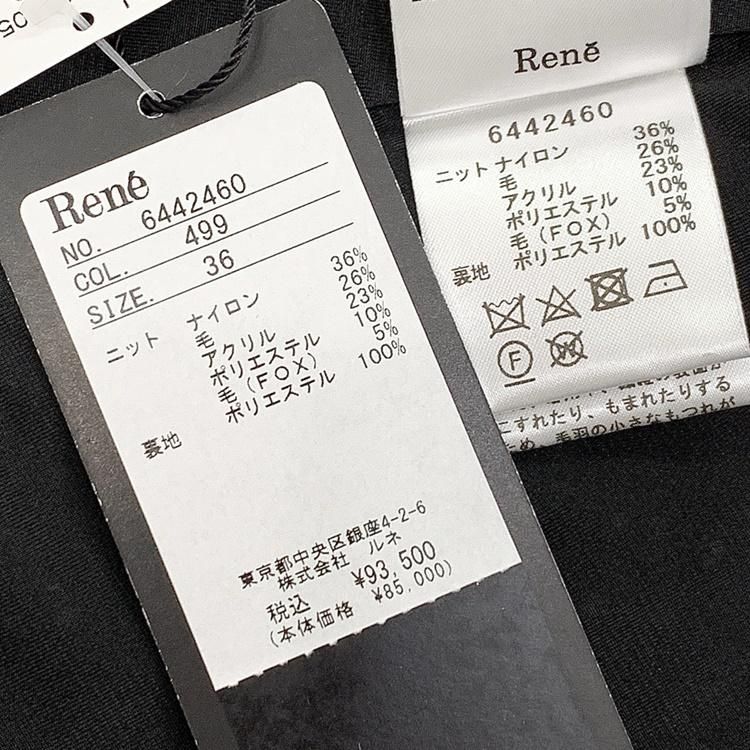 05
René
NO. 6442460
COL. 499
SIZE. 36
ニット ナイロン 36%
毛 26%
アクリル 23%
ポリエステル 10%
毛(FOX) 5%
裏地 ポリエステル 100%
東京都中央区銀座4-2-6
株式会社 ルネ
税込 ¥93,500
(本体価格 ¥85,000)
René
6442460
ニット ナイロン 36%
毛 26%
アクリル 23%
ポリエステル 10%
毛(FOX) 5%
裏地 ポリエステル 100%
F
W
こすれたり、もまれたりする
ため、毛羽の小さなもつれが